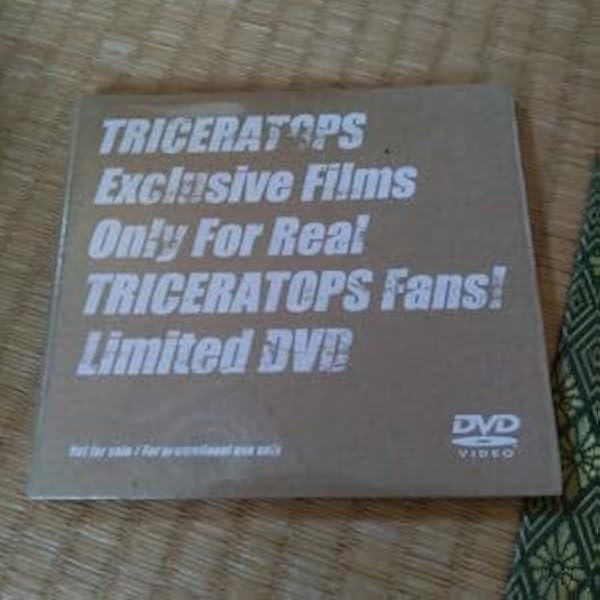 TRICERATOPS
Exclusive Films
Only For Real
TRICERATOPS Fans!
Limited DVD
DVD
VIDEO
Not for sale / For promotional use only